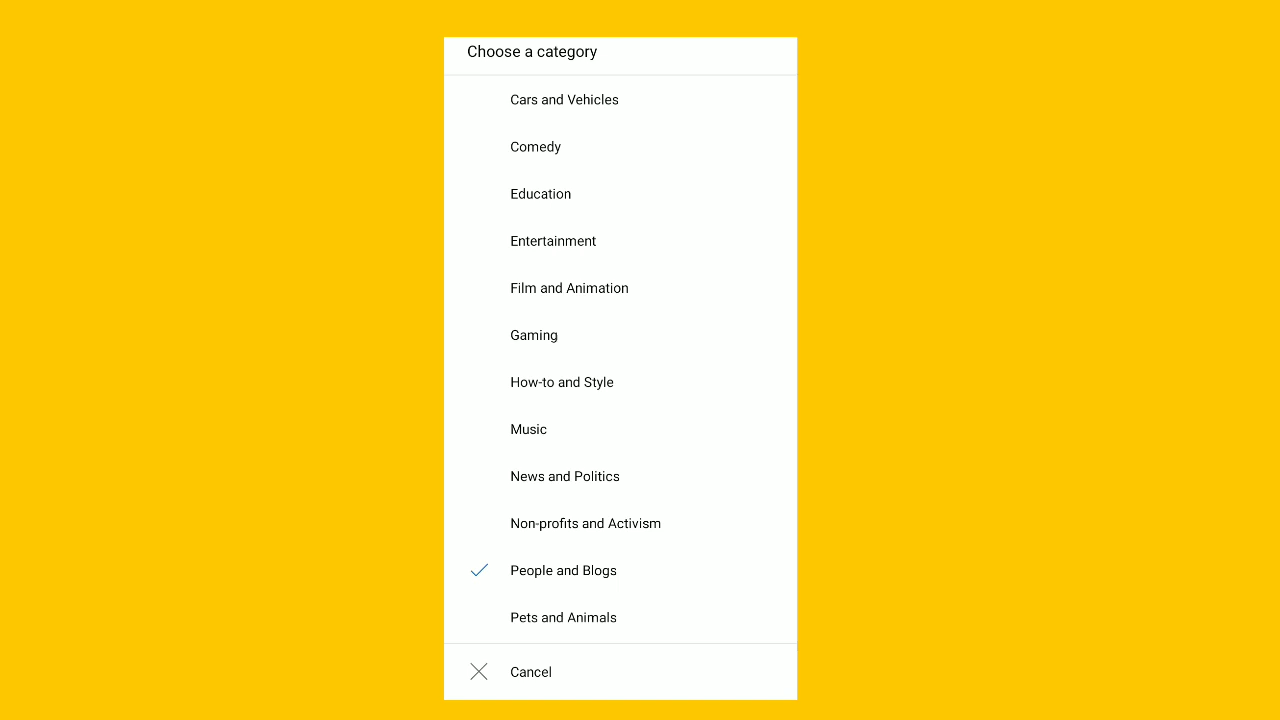 Choose a category
Cars and Vehicles
Comedy
Education
Entertainment
Film and Animation
Gaming
How-to and Style
Music
News and Politics
Non-profits and Activism
People and Blogs
Pets and Animals
Cancel